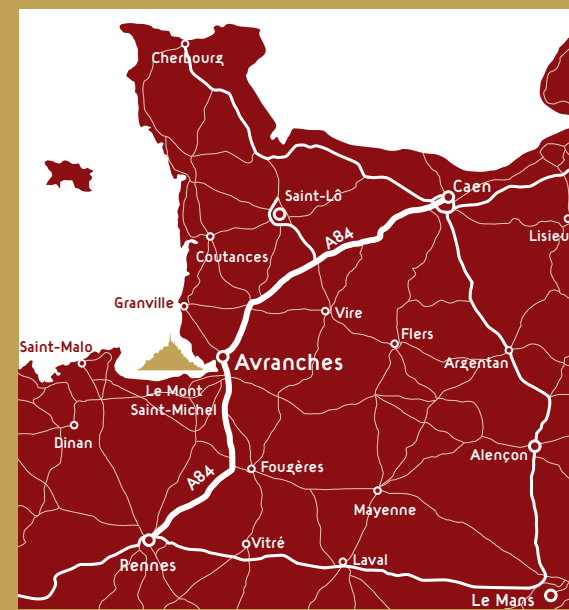 Cherbourg
Caen
Saint-Lô
Lisieu
A84
Coutances
Granville
Vire
Flers
Saint-Malo
Avranches
Argentan
Le Mont
Saint-Michel
Dinan
Alençon
Fougères
A84
Mayenne
Vitré
Laval
Rennes
Le Mans